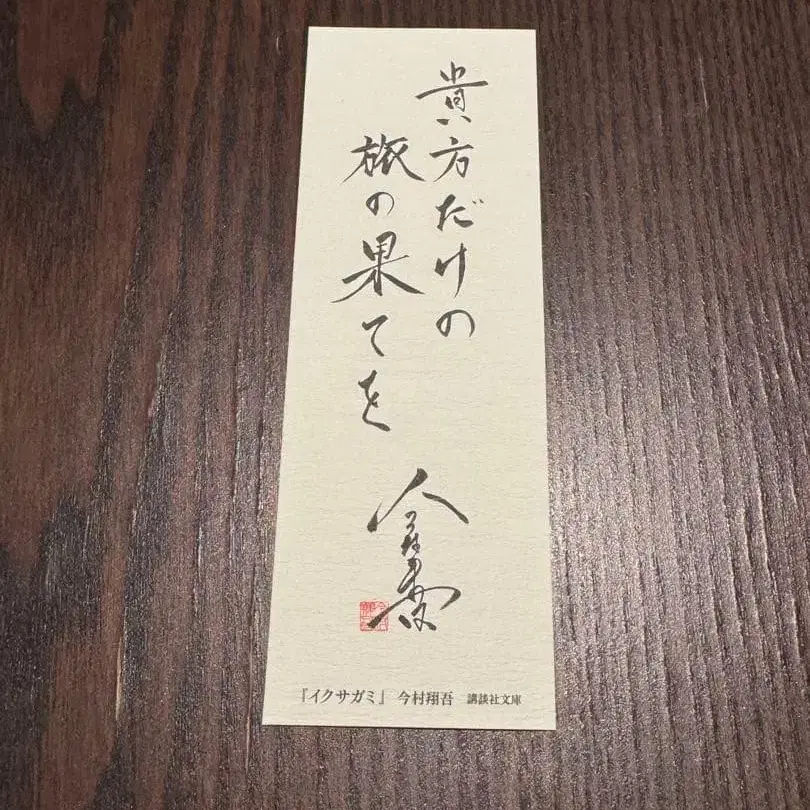 貴方だけの
旅の果てを
『イクサガミ』 今村翔吾 講談社文庫